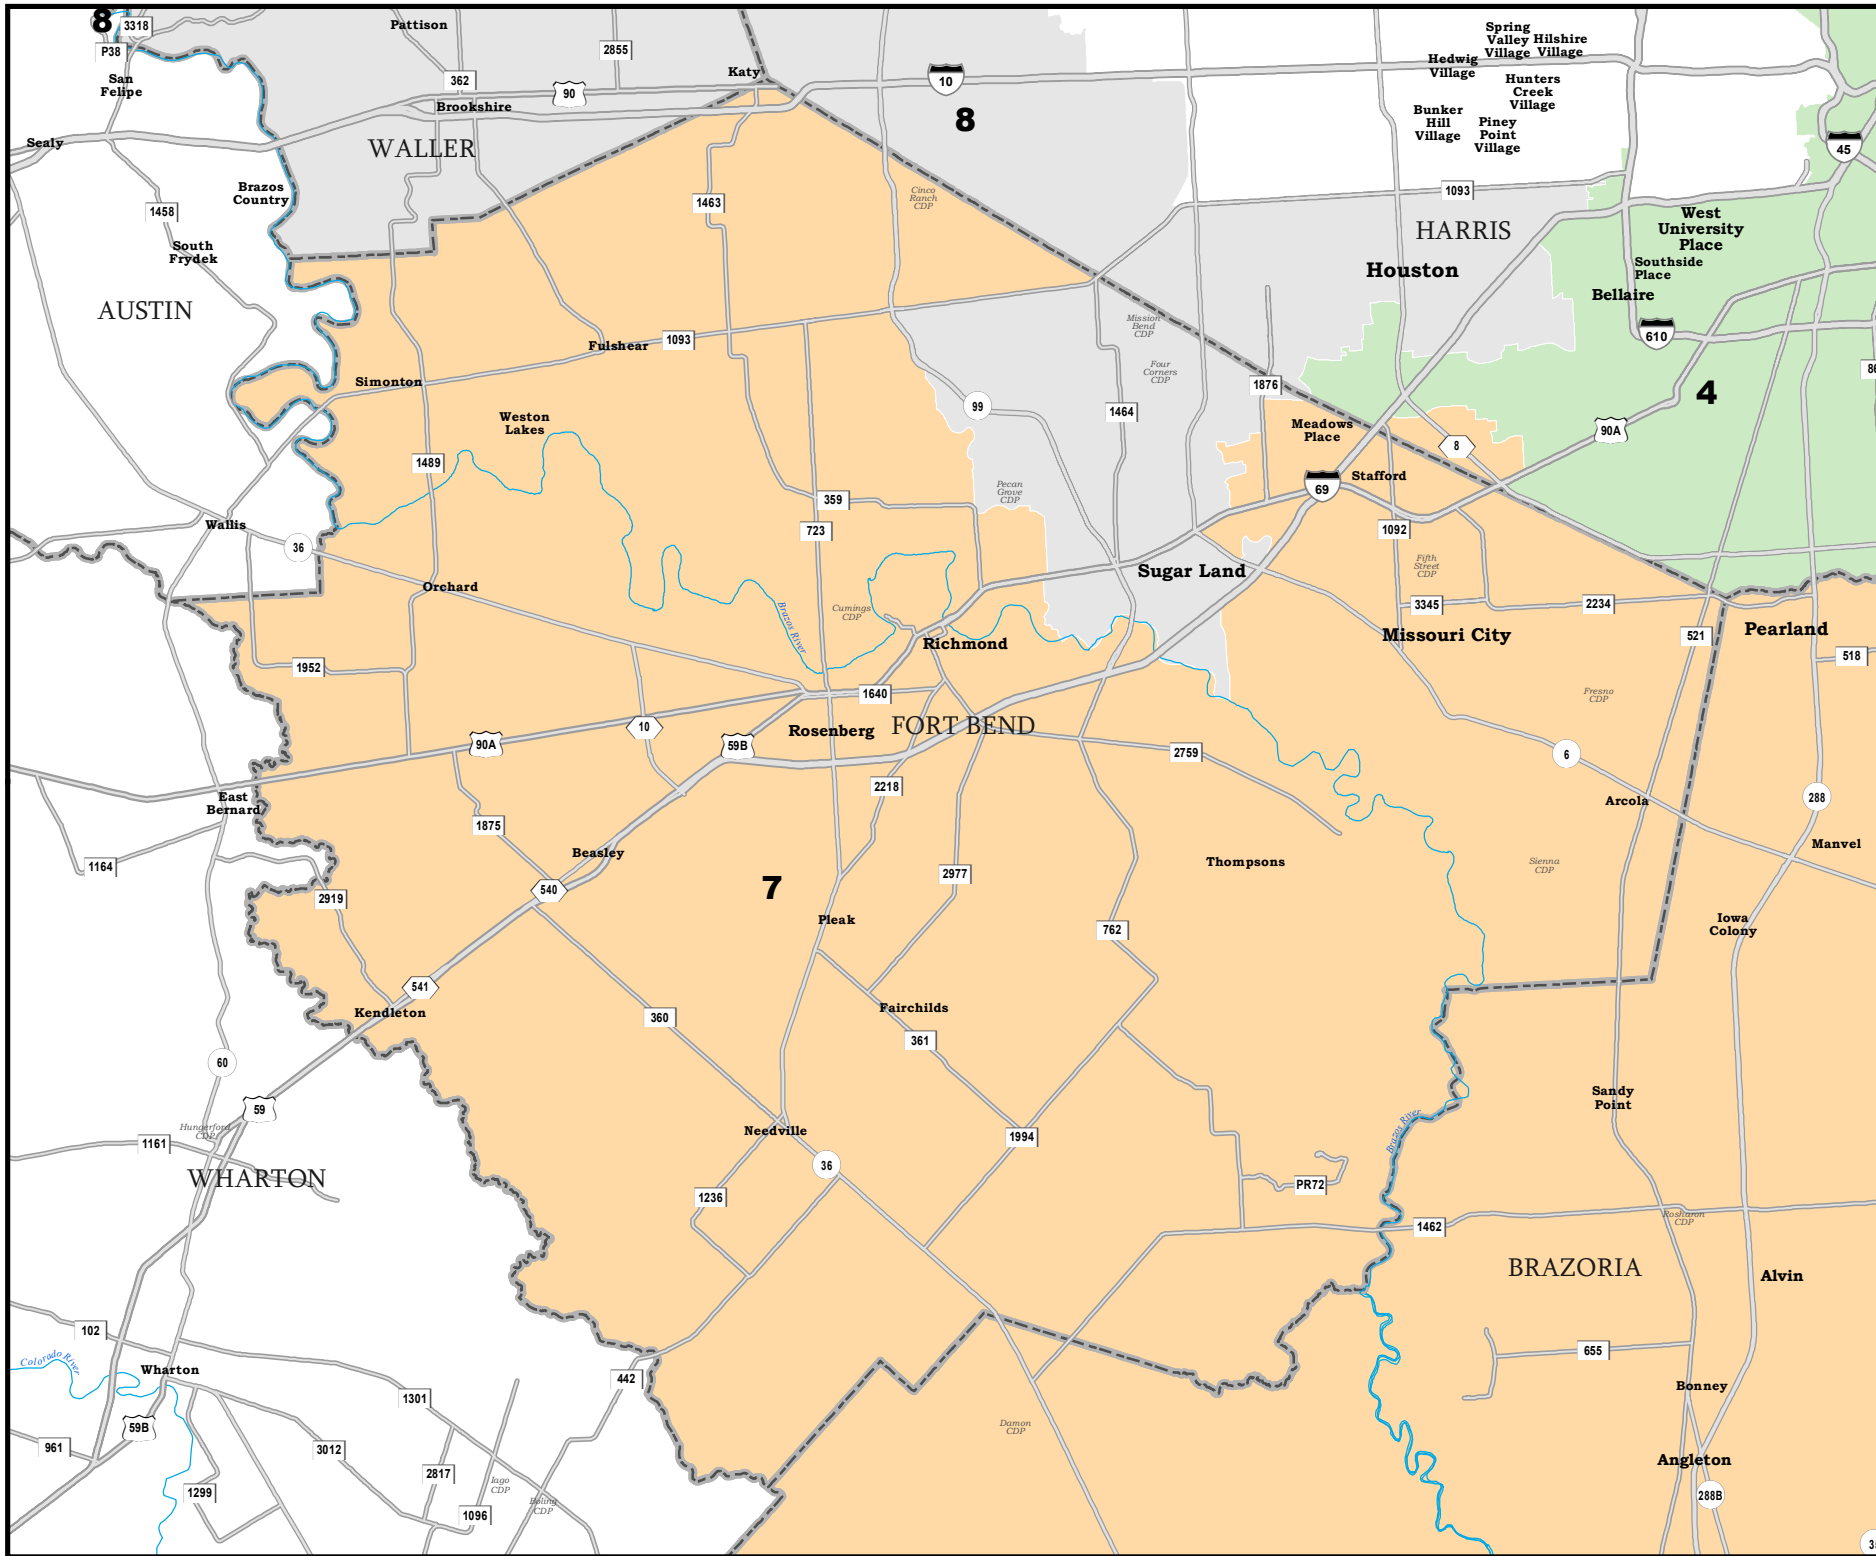 8
3318
P38
San
Felipe
Pattison
362
2855
90
Katy
Brookshire
10
8
Spring
Valley
Village
Hilshire
Village
Hedwig
Village
Hunters
Creek
Village
Bunker
Hill
Village
Piney
Point
Village
45
Sealy
WALLER
Brazos
Country
1458
South
Frydek
AUSTIN
1463
Cinco
Ranch
CDP
1093
HARRIS
Houston
West
University
Place
Southside
Place
Bellaire
610
86
4
Mission
Bend
CDP
Four
Corners
CDP
1876
1464
99
Fulshear
1093
Simonton
Weston
Lakes
1489
359
723
Pecan
Grove
CDP
Meadows
Place
8
90A
69
Stafford
1092
Fifth
Street
CDP
Wallis
36
Orchard
Brazos River
Cumings
CDP
Sugar Land
3345
2234
Missouri City
Richmond
521
Pearland
518
1952
1640
10
90A
59B
Rosenberg
FORT BEND
2759
Fresno
CDP
6
2218
East
Bernard
1875
Arcola
288
Manvel
1164
Beasley
Thompsons
Sienna
CDP
540
7
2977
2919
Pleak
762
Iowa
Colony
541
Kendleton
360
Fairchilds
361
60
59
Hungerford
CDP
1161
WHARTON
Needville
36
1994
1236
PR72
Brazos River
Sandy
Point
1462
Rosharon
CDP
BRAZORIA
Alvin
102
Colorado River
Wharton
442
1301
655
Bonney
59B
961
3012
2817
Iago
CDP
1299
1096
Boling
CDP
Damon
CDP
Angleton
288B
3